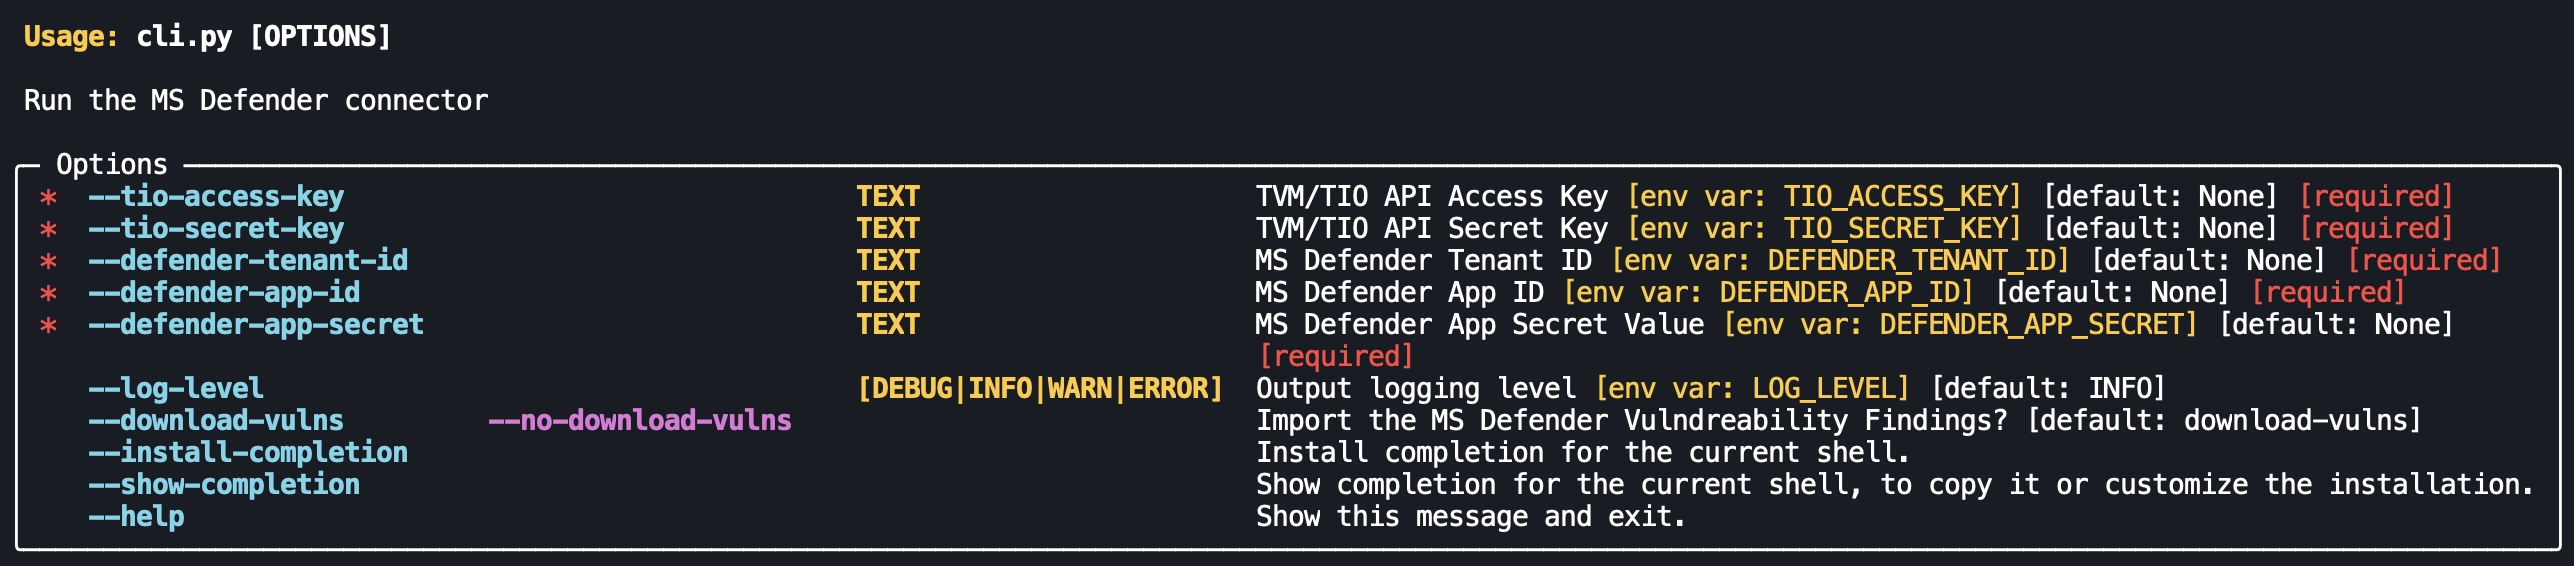 Usage: cli.py [OPTIONS]
Run the MS Defender connector
Options
* --tio-access-key TEXT TVM/TIO API Access Key [env var: TIO_ACCESS_KEY] [default: None] [required]
* --tio-secret-key TEXT TVM/TIO API Secret Key [env var: TIO_SECRET_KEY] [default: None] [required]
* --defender-tenant-id TEXT MS Defender Tenant ID [env var: DEFENDER_TENANT_ID] [default: None] [required]
* --defender-app-id TEXT MS Defender App ID [env var: DEFENDER_APP_ID] [default: None] [required]
* --defender-app-secret TEXT MS Defender App Secret Value [env var: DEFENDER_APP_SECRET] [default: None]
[required]
--log-level [DEBUG|INFO|WARN|ERROR] Output logging level [env var: LOG_LEVEL] [default: INFO]
--download-vulns --no-download-vulns Import the MS Defender Vulndreability Findings? [default: download-vulns]
--install-completion Install completion for the current shell.
--show-completion Show completion for the current shell, to copy it or customize the installation.
--help Show this message and exit.